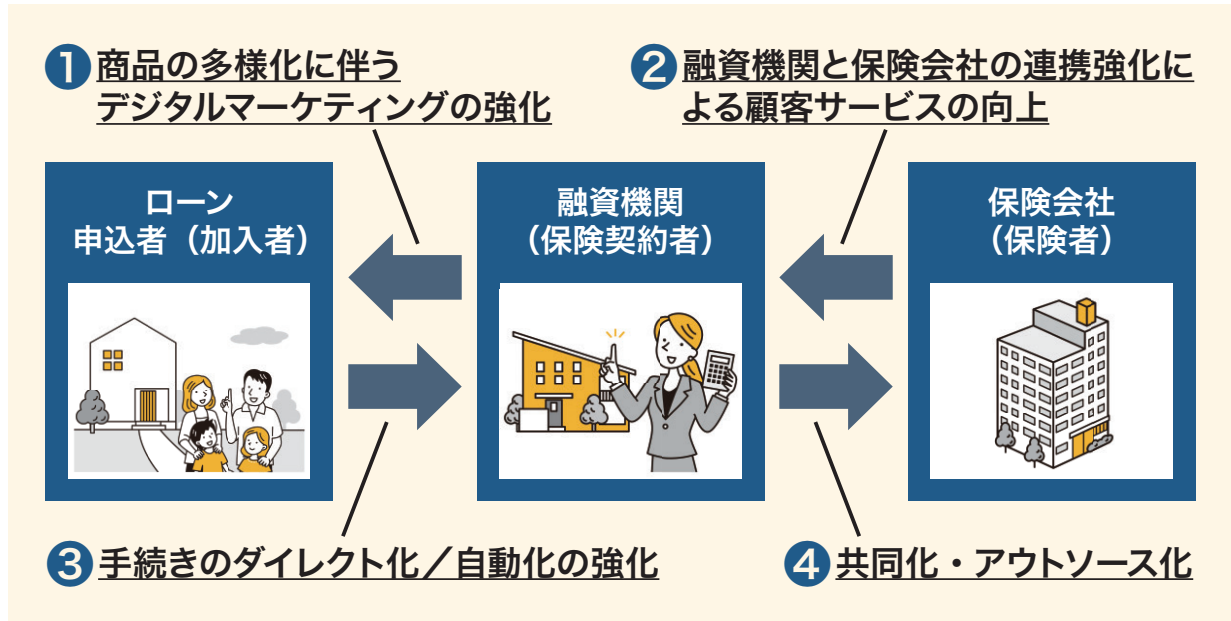 ❶商品の多様化に伴う
デジタルマーケティングの強化
❷融資機関と保険会社の連携強化に
よる顧客サービスの向上
ローン
申込者（加入者）
融資機関
（保険契約者）
保険会社
（保険者）
❸手続きのダイレクト化／自動化の強化
❹共同化・アウトソース化